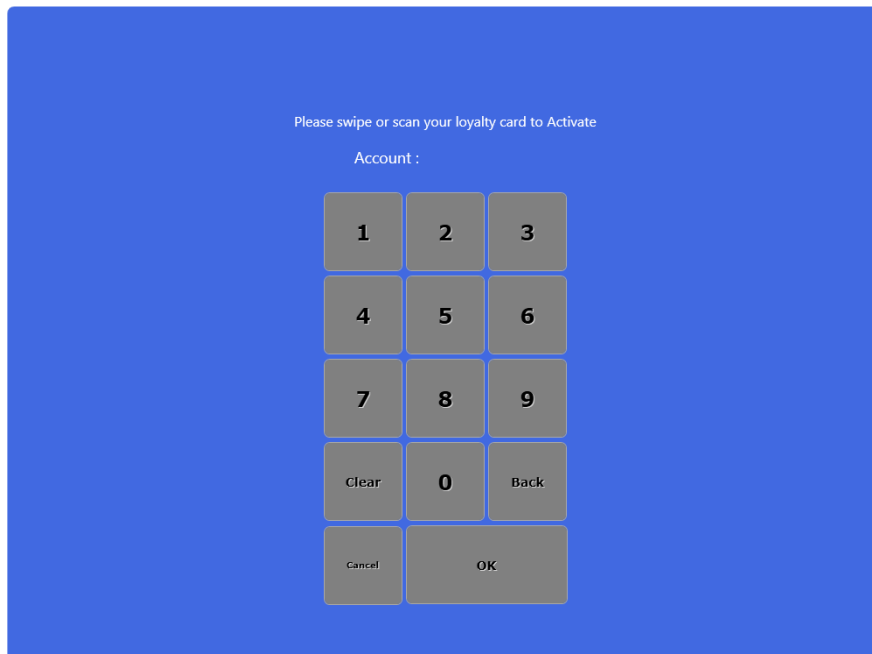 Please swipe or scan your loyalty card to Activate
Account :
1 2 3
4 5 6
7 8 9
Clear 0 Back
Cancel OK